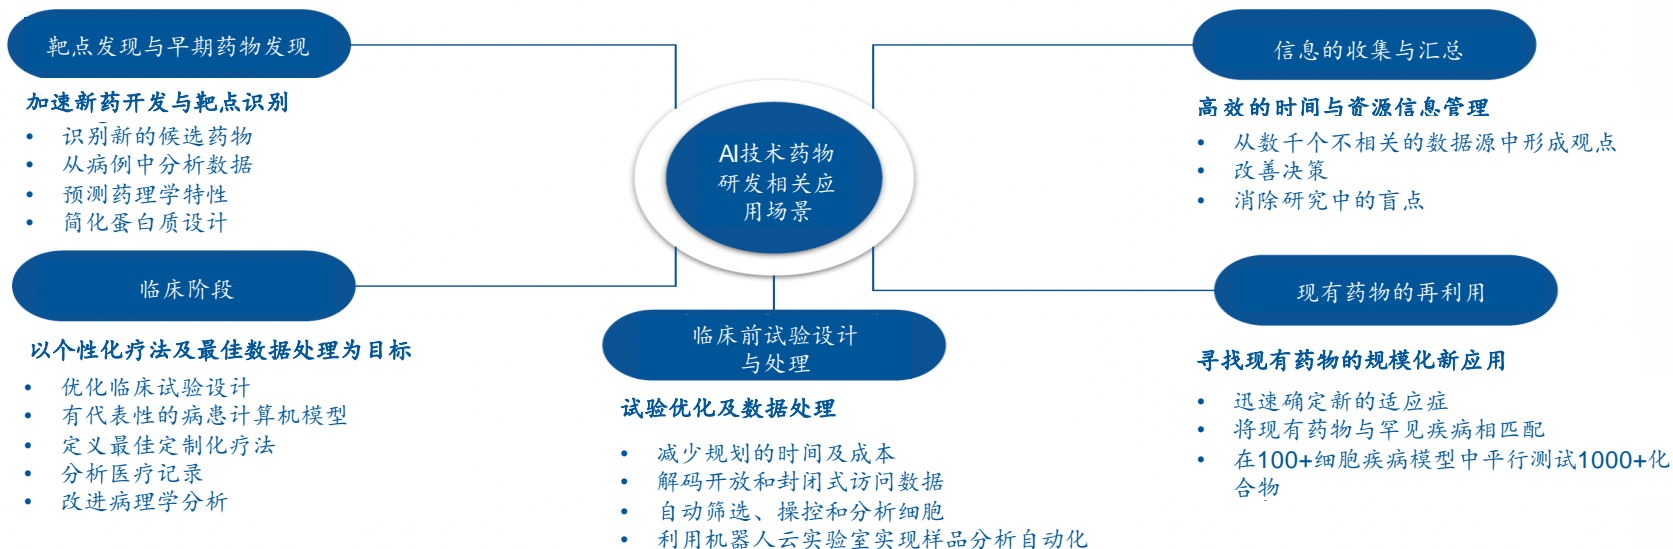 靶点发现与早期药物发现
加速新药开发与靶点识别
• 识别新的候选药物
• 从病例中分析数据
• 预测药理学特性
• 简化蛋白质设计
临床阶段
以个性化疗法及最佳数据处理为目标
• 优化临床试验设计
• 有代表性的病患计算机模型
• 定义最佳定制化疗法
• 分析医疗记录
• 改进病理学分析
AI技术药物
研发相关应
用场景
临床前试验设计
与处理
试验优化及数据处理
• 减少规划的时间及成本
• 解码开放和封闭式访问数据
• 自动筛选、操控和分析细胞
• 利用机器人云实验室实现样品分析自动化
信息的收集与汇总
高效的时间与资源信息管理
• 从数千个不相关的数据源中形成观点
• 改善决策
• 消除研究中的盲点
现有药物的再利用
寻找现有药物的规模化新应用
• 迅速确定新的适应症
• 将现有药物与罕见疾病相匹配
• 在100+细胞疾病模型中平行测试1000+化
合物